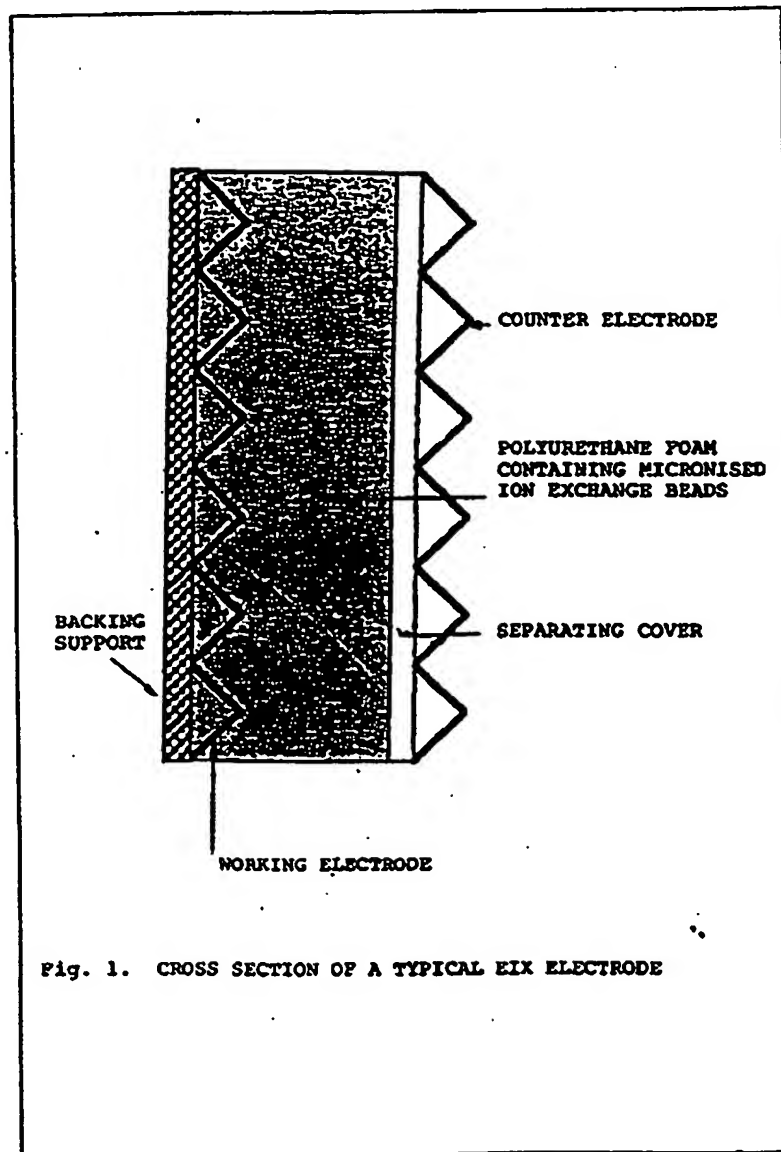 COUNTER ELECTRODE
POLYURETHANE FOAM
CONTAINING MICRONISED
ION EXCHANGE BEADS
BACKING
SUPPORT
SEPARATING COVER
WORKING ELECTRODE
Fig. 1. CROSS SECTION OF A TYPICAL EIX ELECTRODE